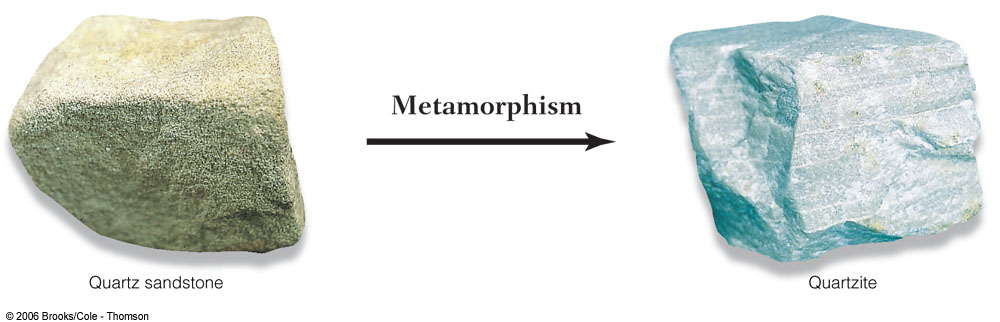 Metamorphism
Quartz sandstone
Quartzite
© 2006 Brooks/Cole - Thomson